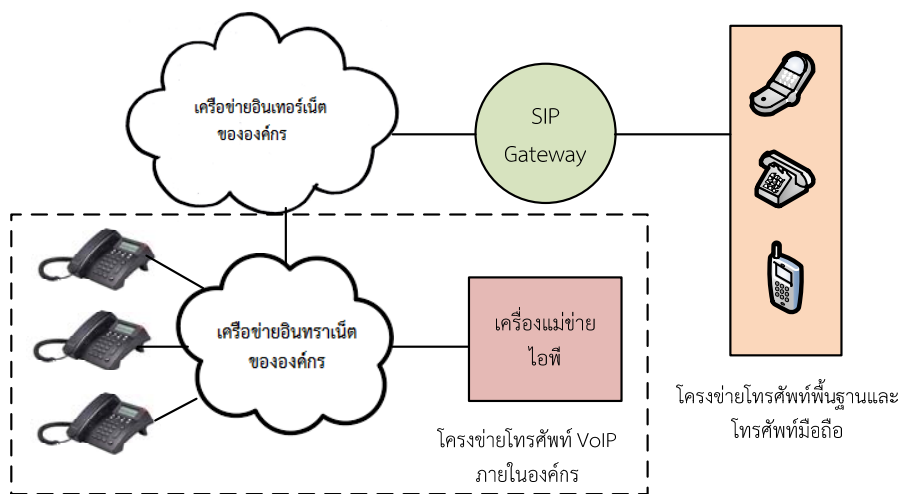 เครือข่ายอินเทอร์เน็ต
ขององค์กร
SIP
Gateway
เครือข่ายอินทราเน็ต
ขององค์กร
เครื่องแม่ข่าย
ไอพี
โครงข่ายโทรศัพท์ VoIP
ภายในองค์กร
โครงข่ายโทรศัพท์พื้นฐานและ
โทรศัพท์มือถือ